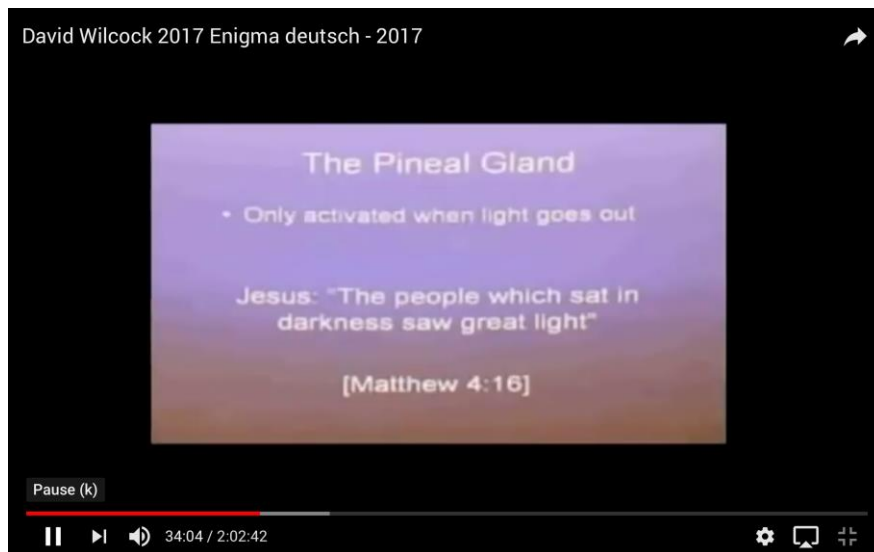 David Wilcock 2017 Enigma deutsch - 2017
The Pineal Gland
• Only activated when light goes out
Jesus: "The people which sat in
darkness saw great light"
[Matthew 4:16]
Pause (k)
34:04 / 2:02:42